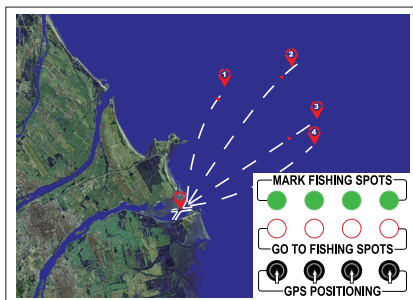 1
2
3
4
MARK FISHING SPOTS
GO TO FISHING SPOTS
GPS POSITIONING